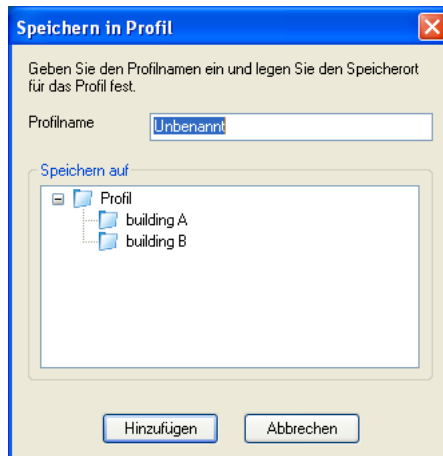 Speichern in Profil
Geben Sie den Profilnamen ein und legen Sie den Speicherort
für das Profil fest.
Profilname Unbenannt
Speichern auf
Profil
building A
building B
Hinzufügen Abbrechen